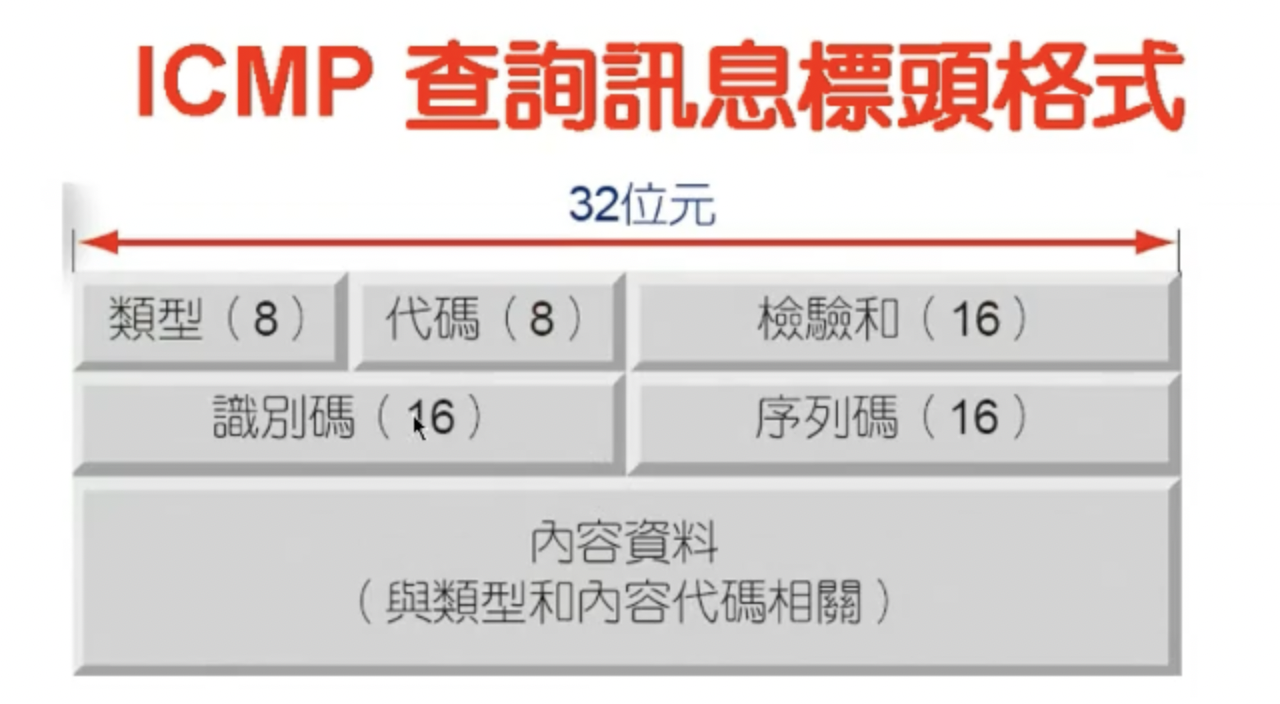 ICMP 查詢訊息標頭格式
32位元
類型（8）
代碼（8）
檢驗和（16）
識別碼（16）
序列碼（16）
內容資料
（與類型和內容代碼相關）